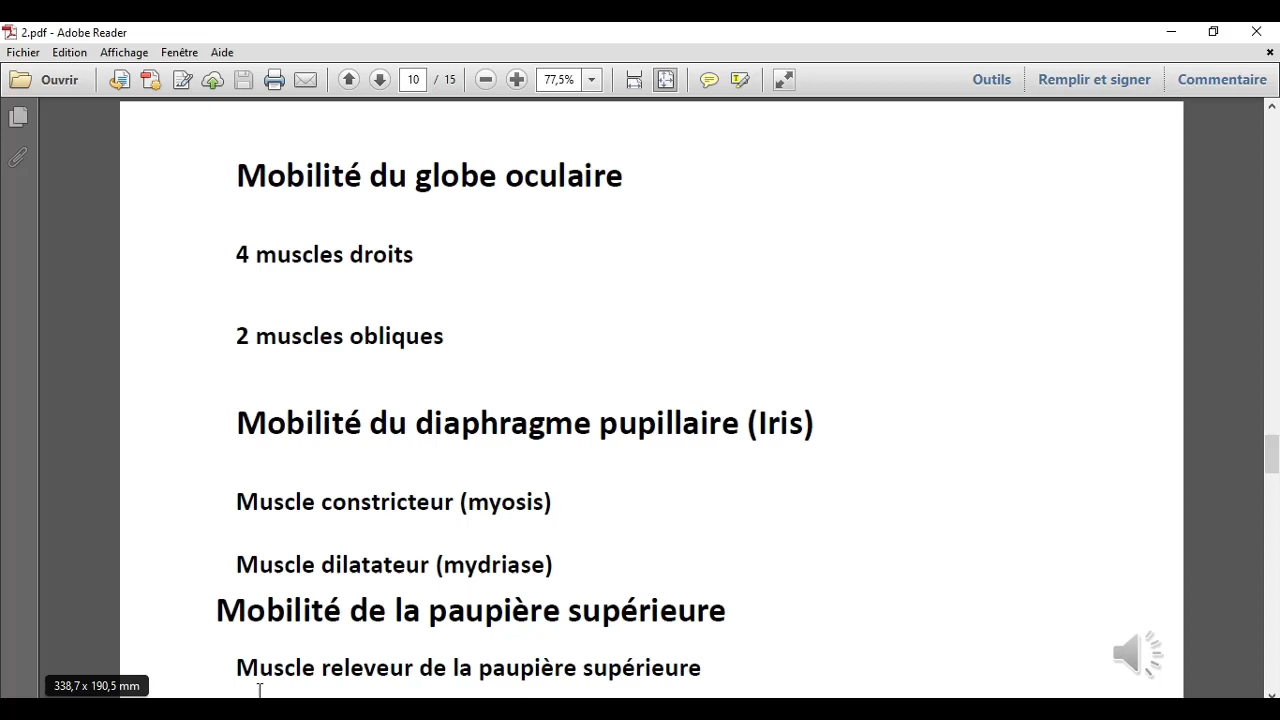 2.pdf - Adobe Reader
Fichier Edition Affichage Fenêtre Aide
Ouvrir 10 / 15 77,5% Outils Remplir et signer Commentaire
Mobilité du globe oculaire
4 muscles droits
2 muscles obliques
Mobilité du diaphragme pupillaire (Iris)
Muscle constricteur (myosis)
Muscle dilatateur (mydriase)
Mobilité de la paupière supérieure
Muscle releveur de la paupière supérieure
338,7 x 190,5 mm